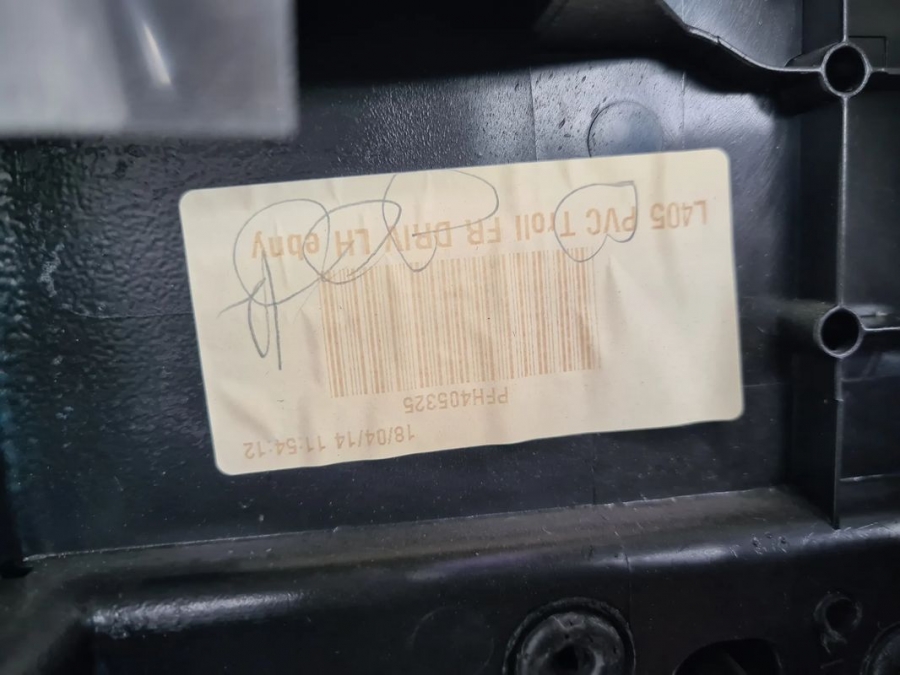 L405 PVC Troll FR DRIV LH ebny
PFH405325
18/04/14 11:54:12